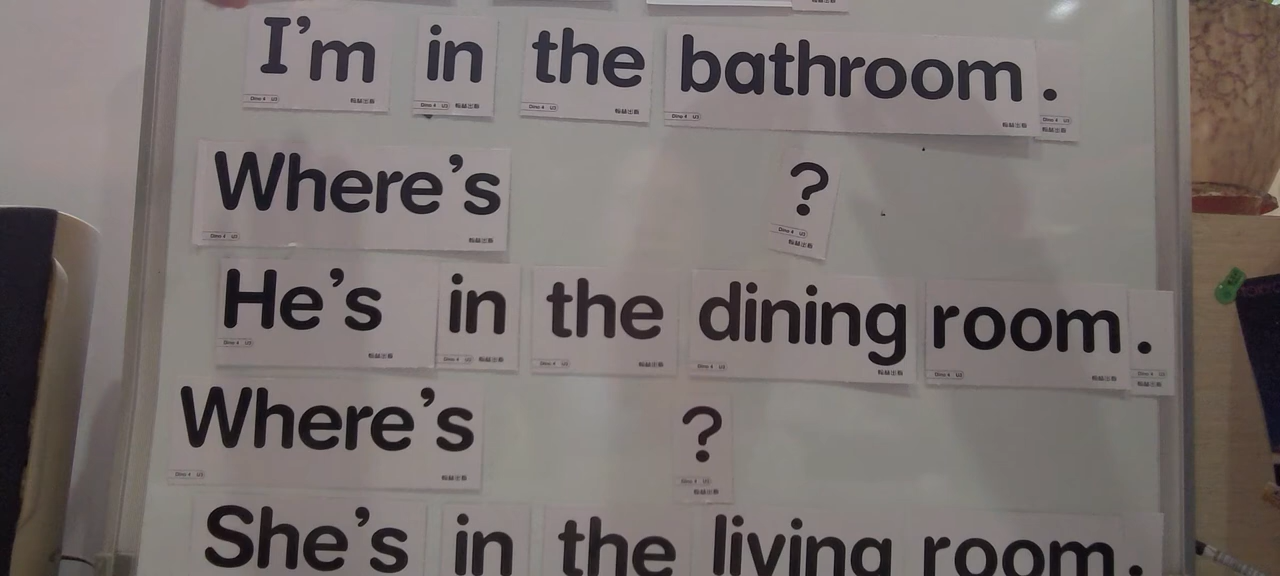 I'm in the bathroom.
Where's ?
He's in the dining room.
Where's ?
She's in the living room.